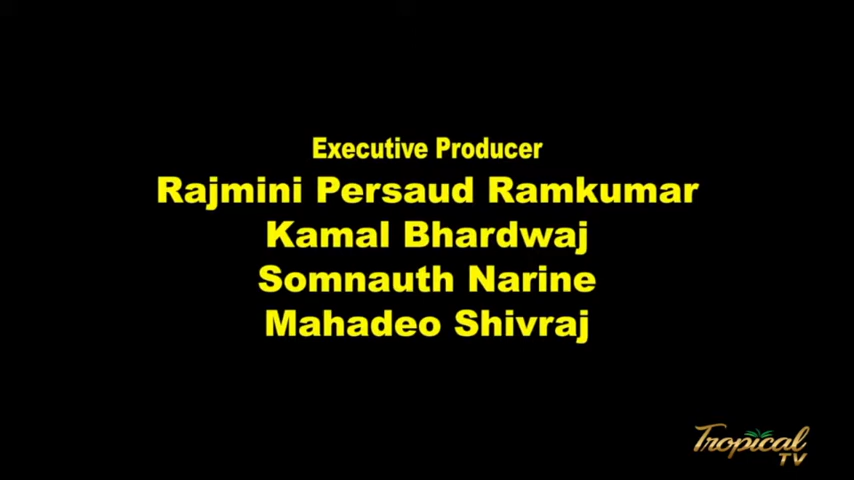 Executive Producer
Rajmini Persaud Ramkumar
Kamal Bhardwaj
Somnauth Narine
Mahadeo Shivraj
Tropical
TV